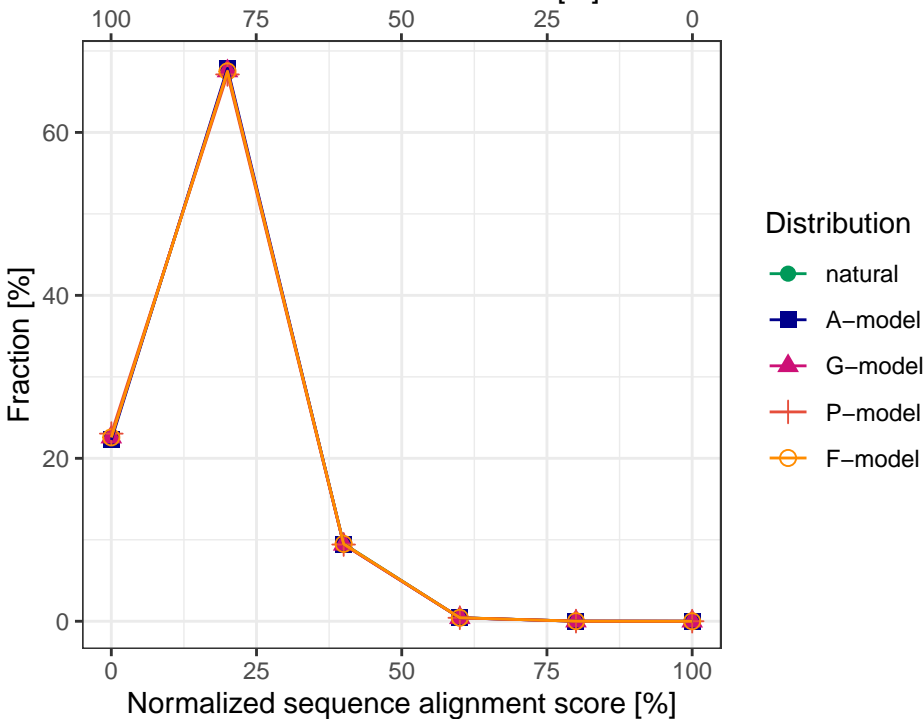 100 75 50 25 0
60
40
20
0
Fraction [%]
0 25 50 75 100
Normalized sequence alignment score [%]
Distribution
natural
A−model
G−model
P−model
F−model